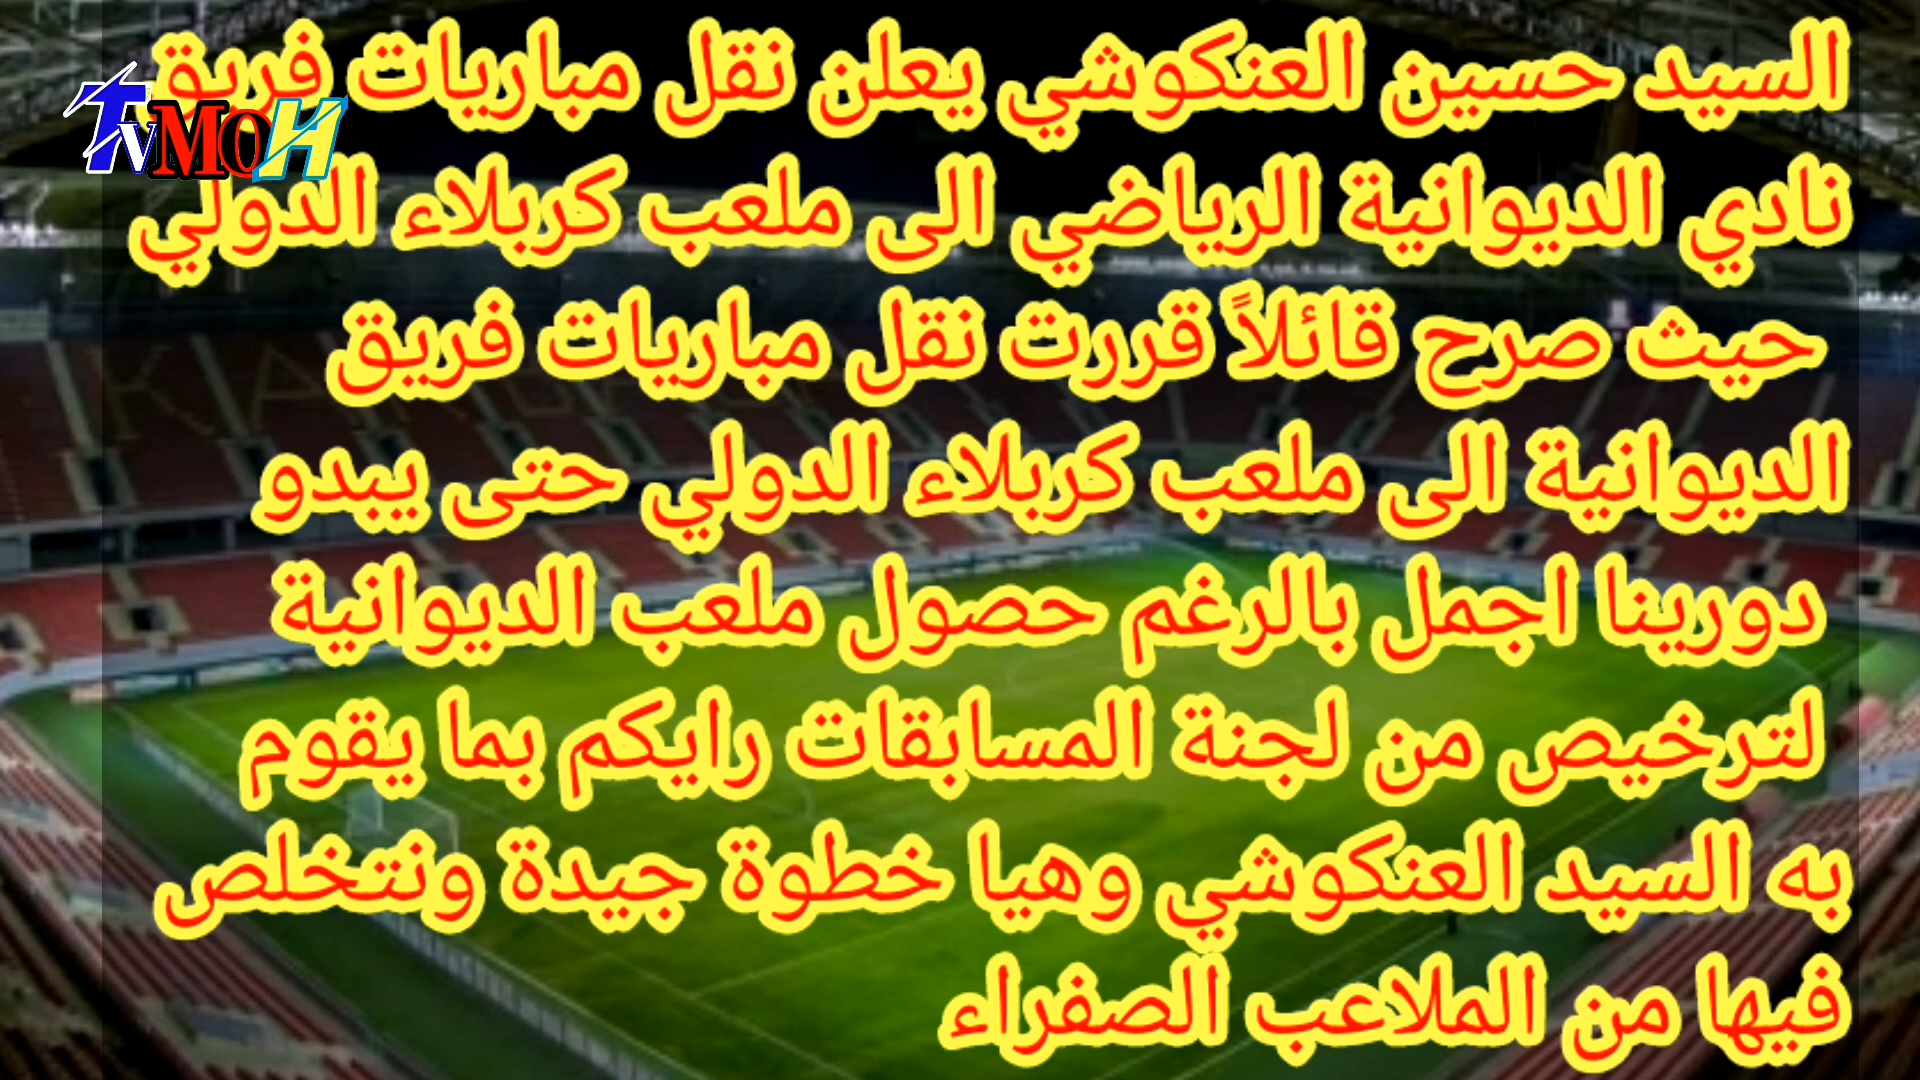 السيد حسين العنكوشي يعلن نقل مباريات فريق
TvMOH
نادي الديوانية الرياضي الى ملعب كربلاء الدولي
حيث صرح قائلاً قررت نقل مباريات فريق
الديوانية الى ملعب كربلاء الدولي حتى يبدو
دورينا اجمل بالرغم حصول ملعب الديوانية
لترخيص من لجنة المسابقات رايكم بما يقوم
به السيد العنكوشي وهيا خطوة جيدة ونتخلص
فيها من الملاعب الصفراء